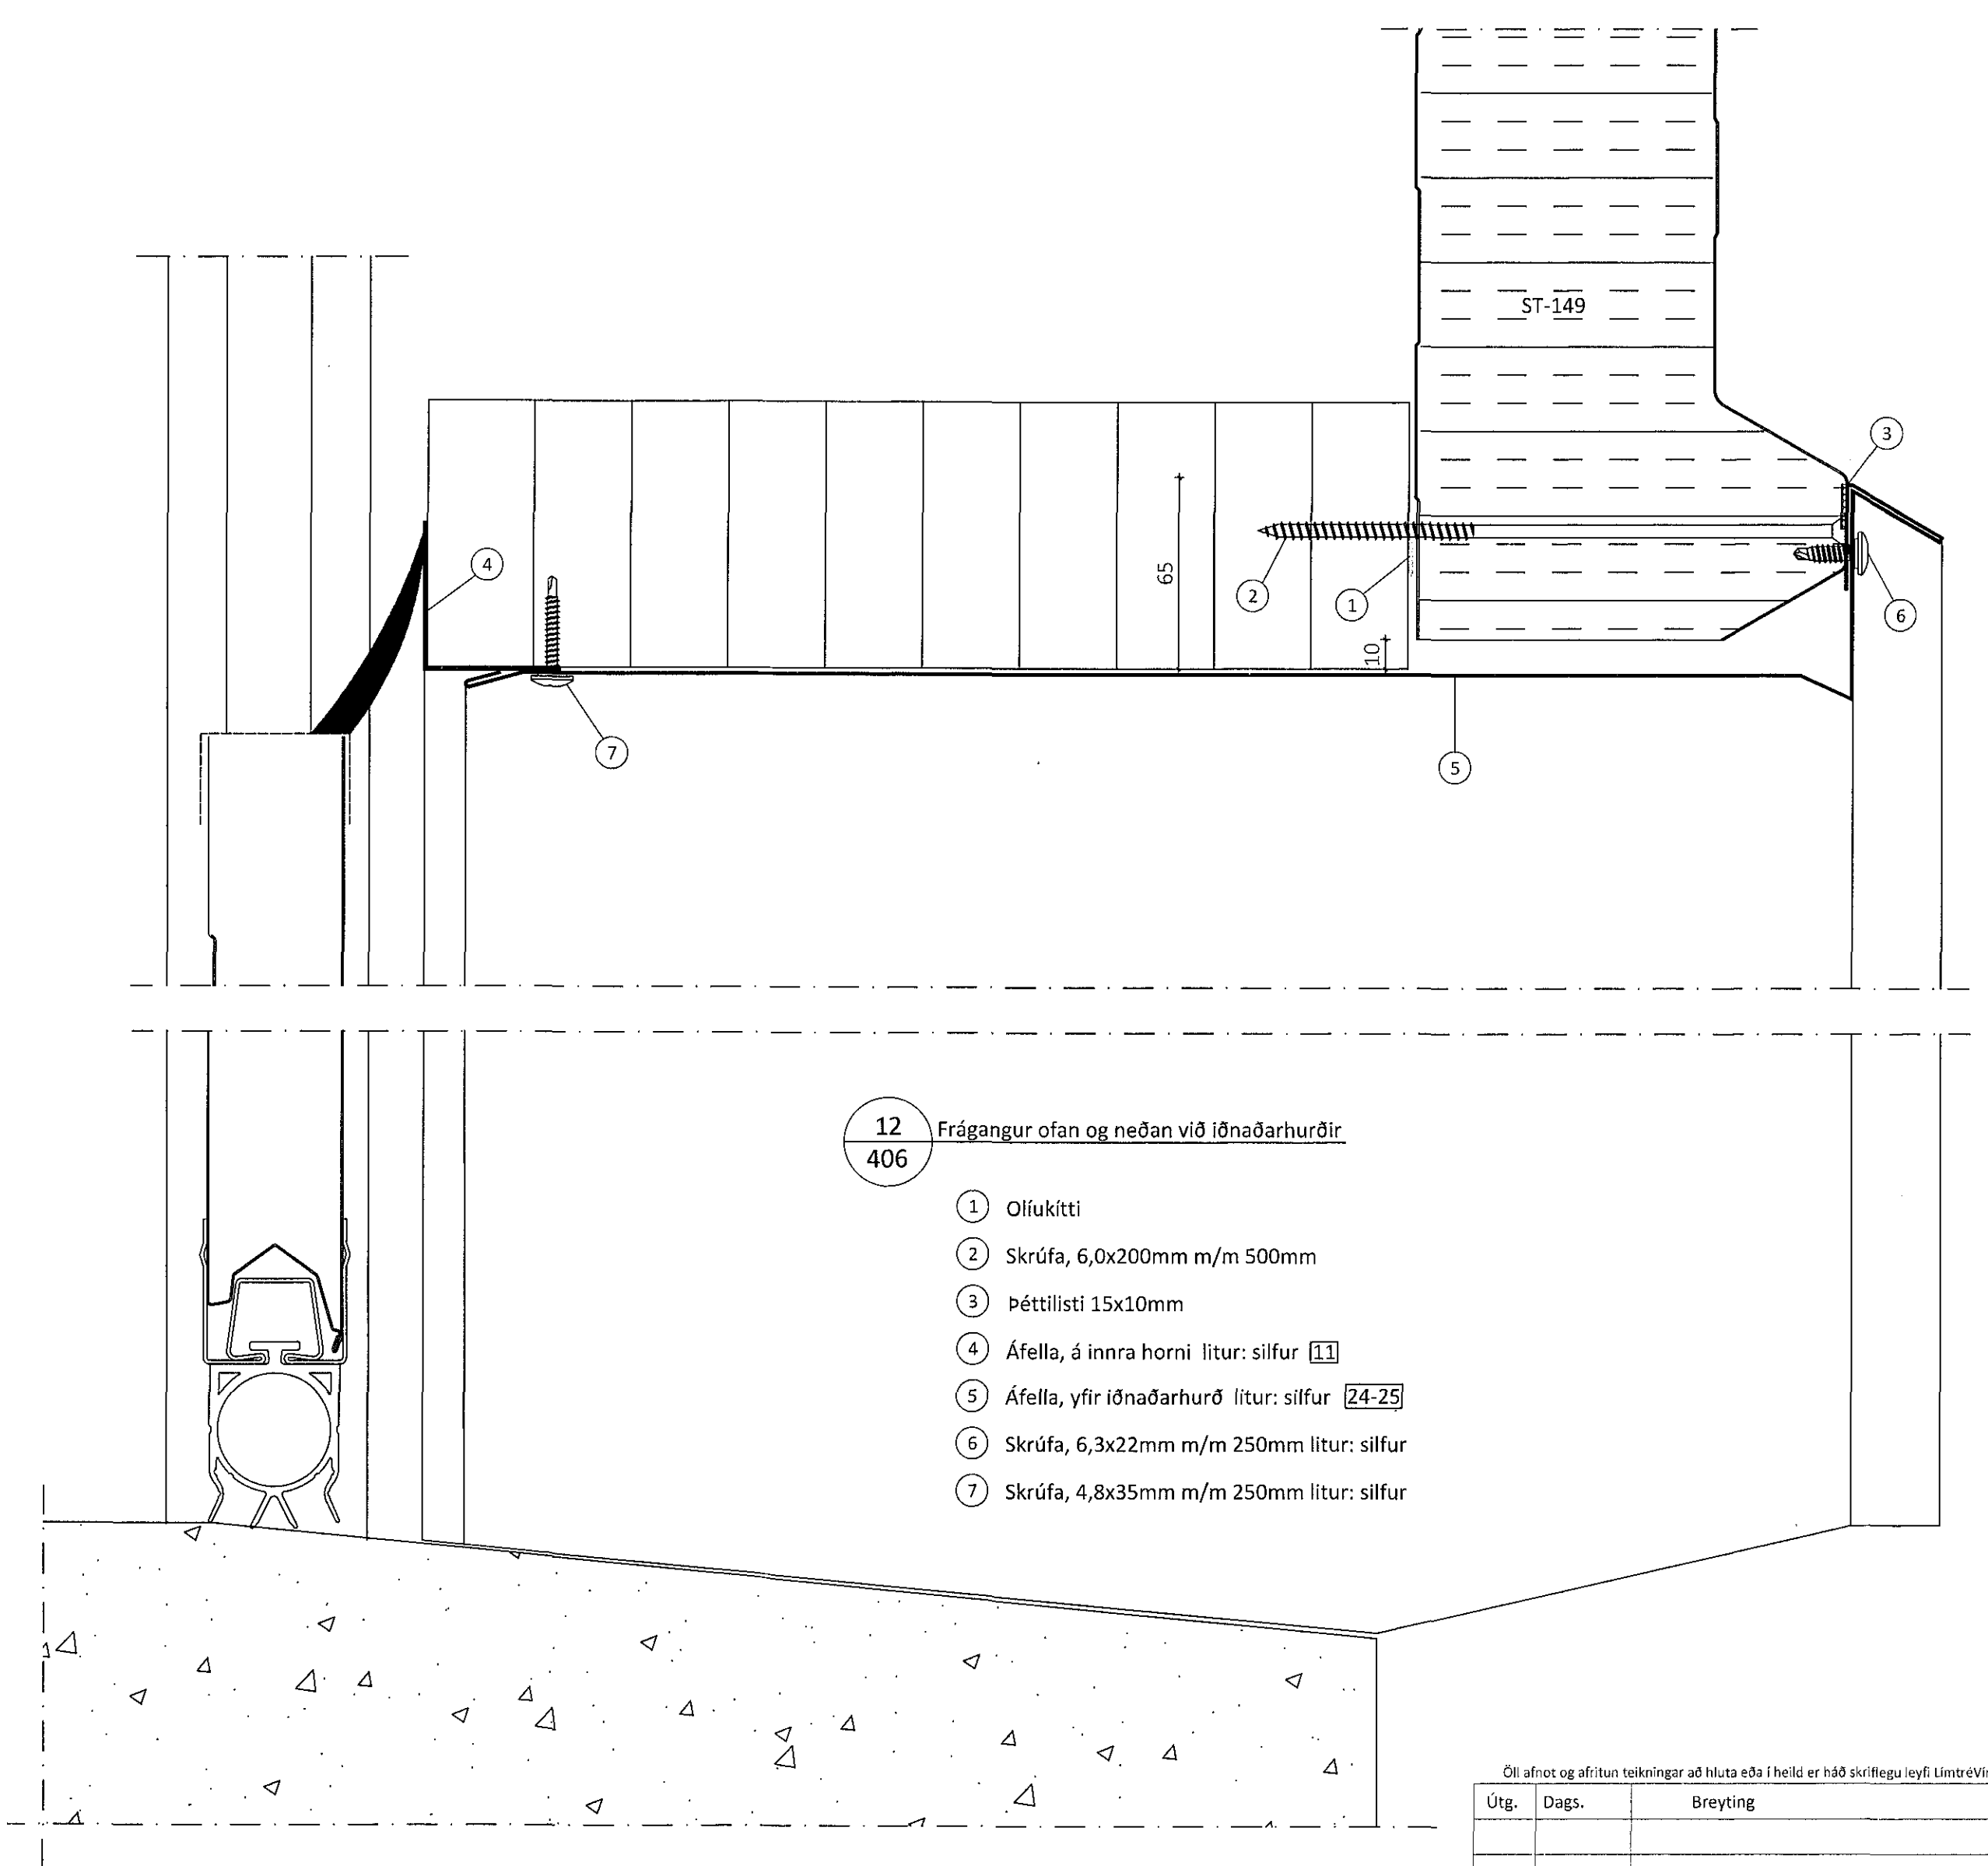 ST-149
3
4
65
2
1
6
10
7
5
12
406
Frágangur ofan og neðan við iðnaðarhurðir
1 Olíukítti
2 Skrúfa, 6,0x200mm m/m 500mm
3 Þéttilisti 15x10mm
4 Áfella, á innra horni litur: silfur 11
5 Áfella, yfir iðnaðarhurð litur: silfur 24-25
6 Skrúfa, 6,3x22mm m/m 250mm litur: silfur
7 Skrúfa, 4,8x35mm m/m 250mm litur: silfur
Öll afnot og afritun teikningar að hluta eða í heild er háð skriflegu leyfi LímtréVír
Útg. Dags. Breyting